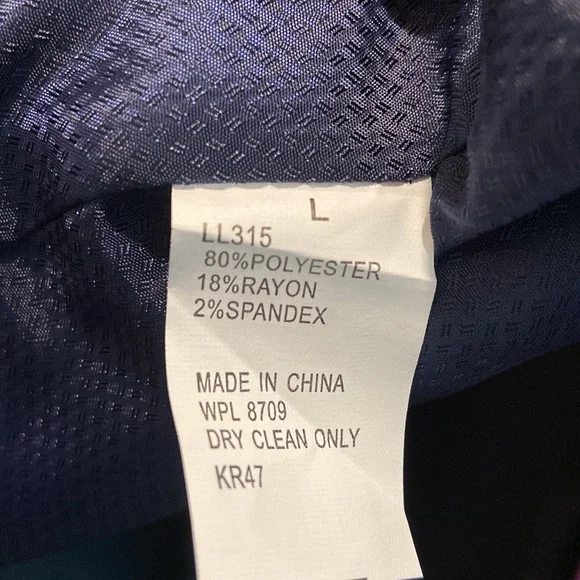 L
LL315
80%POLYESTER
18%RAYON
2%SPANDEX
MADE IN CHINA
WPL 8709
DRY CLEAN ONLY
KR47